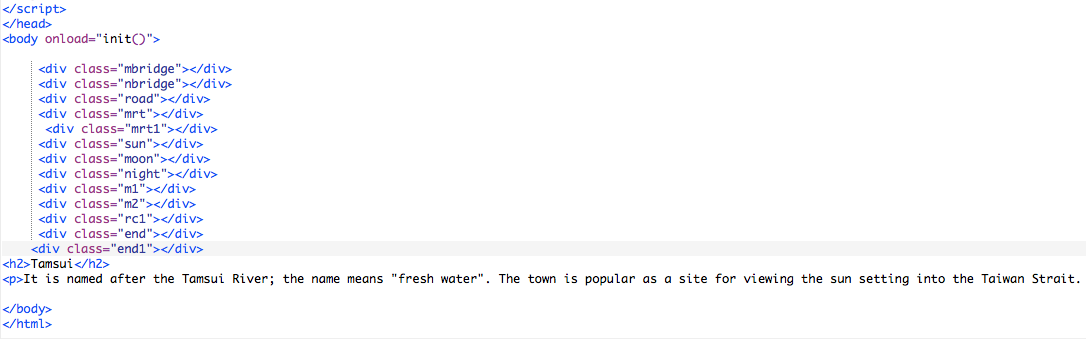 </script>
</head>
<body onload="init()">
<div class="mbridge"></div>
<div class="nbridge"></div>
<div class="road"></div>
<div class="mrt"></div>
<div class="mrt1"></div>
<div class="sun"></div>
<div class="moon"></div>
<div class="night"></div>
<div class="m1"></div>
<div class="m2"></div>
<div class="rc1"></div>
<div class="end"></div>
<div class="end1"></div>
<h2>Tamsui</h2>
<p>It is named after the Tamsui River; the name means "fresh water". The town is popular as a site for viewing the sun setting into the Taiwan Strait.
</body>
</html>